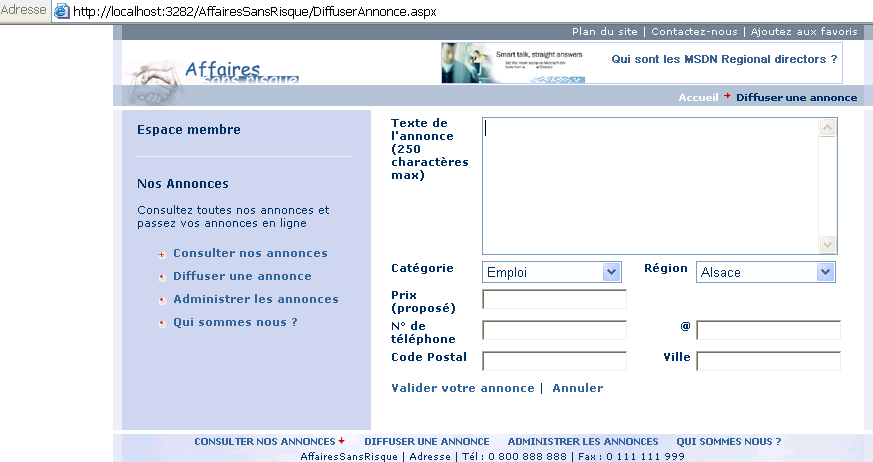 Adresse http://localhost:3282/AffairesSansRisque/DiffuserAnnonce.aspx
Plan du site | Contactez-nous | Ajoutez aux favoris
Affaires
sans risque
Smart talk, straight answers
Qui sont les MSDN Regional directors ?
Accueil Diffuser une annonce
Espace membre
Nos Annonces
Consultez toutes nos annonces et
passez vos annonces en ligne
Consulter nos annonces
Diffuser une annonce
Administrer les annonces
Qui sommes nous ?
Texte de
l'annonce
(250
charactères
max)
Catégorie Emploi Région Alsace
Prix
(proposé)
N° de
téléphone @
Code Postal Ville
Valider votre annonce | Annuler
CONSULTER NOS ANNONCES DIFFUSER UNE ANNONCE ADMINISTRER LES ANNONCES QUI SOMMES NOUS ?
AffairesSansRisque | Adresse | Tél : 0 800 888 888 | Fax : 0 111 111 999